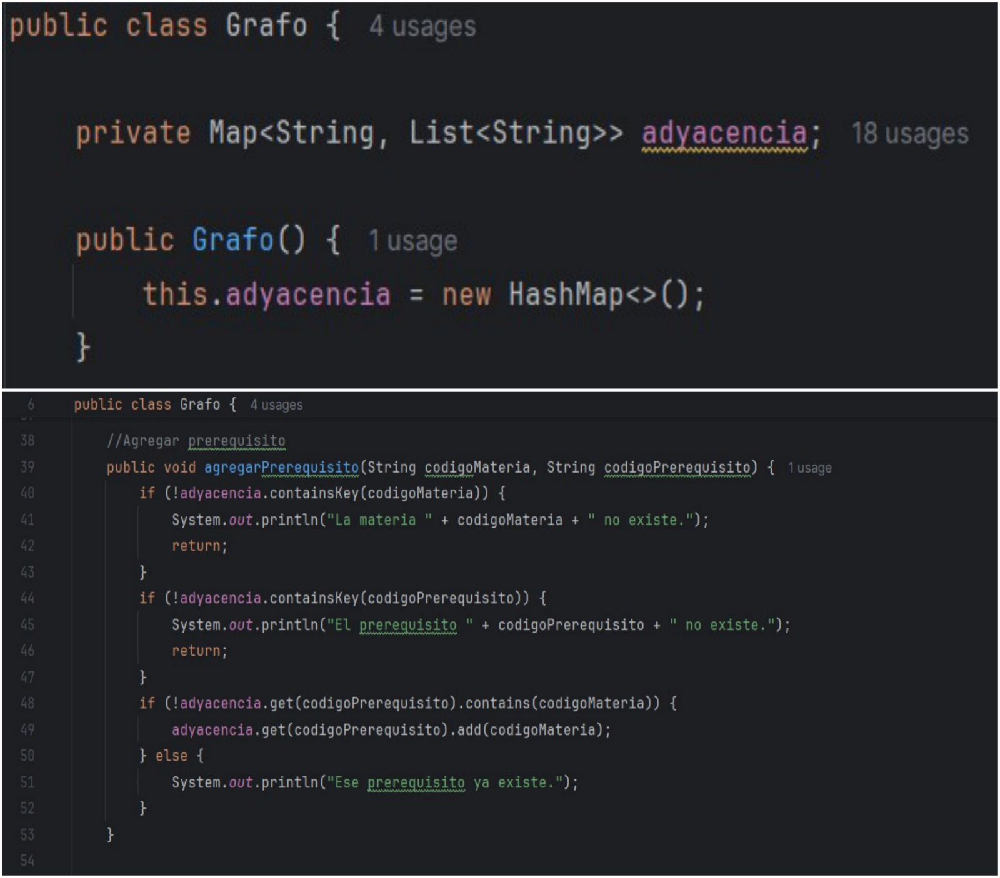 public class Grafo {  4 usages
private Map<String, List<String>> adyacencia;  18 usages
public Grafo() {  1 usage
this.adyacencia = new HashMap<>();
}
6 public class Grafo {  4 usages
38 //Agregar prerequisito
39 public void agregarPrerequisito(String codigoMateria, String codigoPrerequisito) {  1 usage
40 if (!adyacencia.containsKey(codigoMateria)) {
41 System.out.println("La materia " + codigoMateria + " no existe.");
42 return;
43 }
44 if (!adyacencia.containsKey(codigoPrerequisito)) {
45 System.out.println("El prerequisito " + codigoPrerequisito + " no existe.");
46 return;
47 }
48 if (!adyacencia.get(codigoPrerequisito).contains(codigoMateria)) {
49 adyacencia.get(codigoPrerequisito).add(codigoMateria);
50 } else {
51 System.out.println("Ese prerequisito ya existe.");
52 }
53 }
54